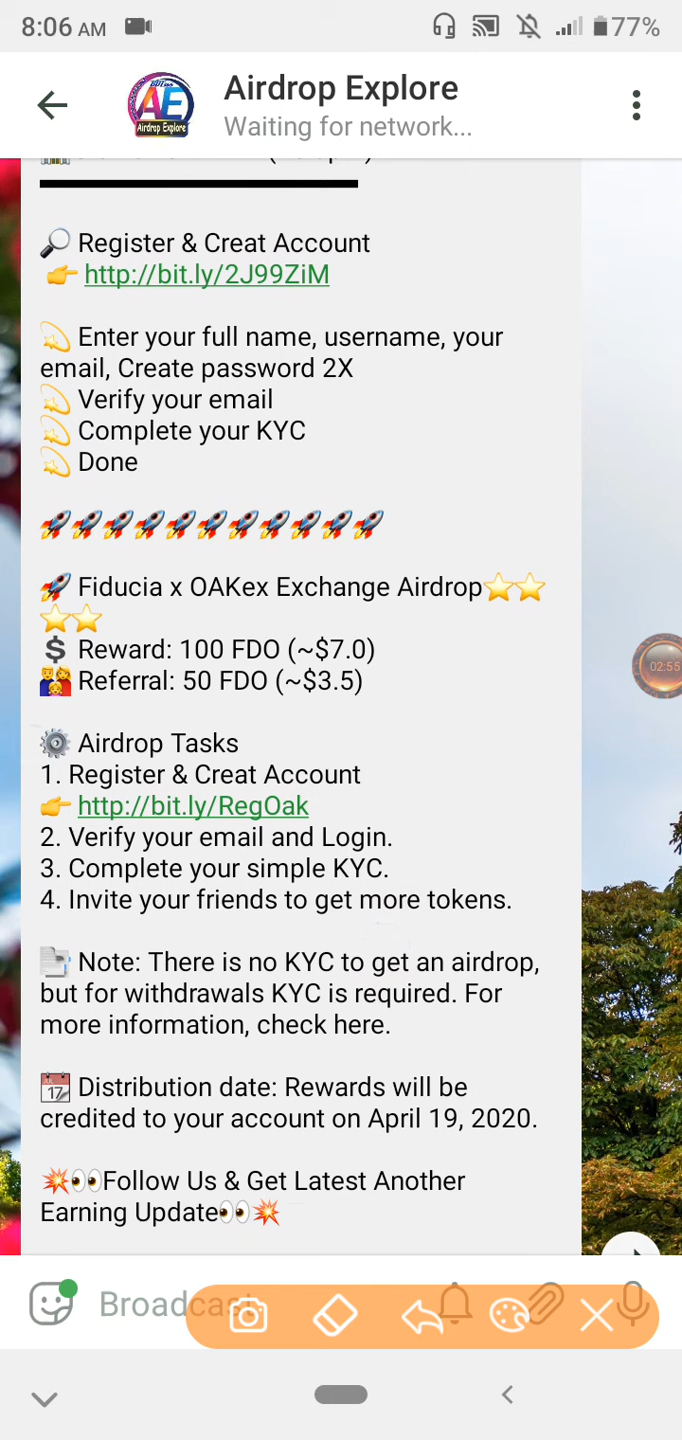 8:06 AM
77%
AE
Airdrop Explore
Airdrop Explore
Waiting for network...
🔎 Register & Creat Account
👉 http://bit.ly/2J99ZiM
💫 Enter your full name, username, your
email, Create password 2X
💫 Verify your email
💫 Complete your KYC
💫 Done
🚀🚀🚀🚀🚀🚀🚀🚀🚀🚀🚀
🚀 Fiducia x OAKex Exchange Airdrop⭐⭐
⭐⭐
💲 Reward: 100 FDO (~$7.0)
👨‍👩‍👧 Referral: 50 FDO (~$3.5)
02:55
⚙️ Airdrop Tasks
1. Register & Creat Account
👉 http://bit.ly/RegOak
2. Verify your email and Login.
3. Complete your simple KYC.
4. Invite your friends to get more tokens.
📑 Note: There is no KYC to get an airdrop,
but for withdrawals KYC is required. For
more information, check here.
📆 Distribution date: Rewards will be
credited to your account on April 19, 2020.
💥👀Follow Us & Get Latest Another
Earning Update👀💥
Broadcast